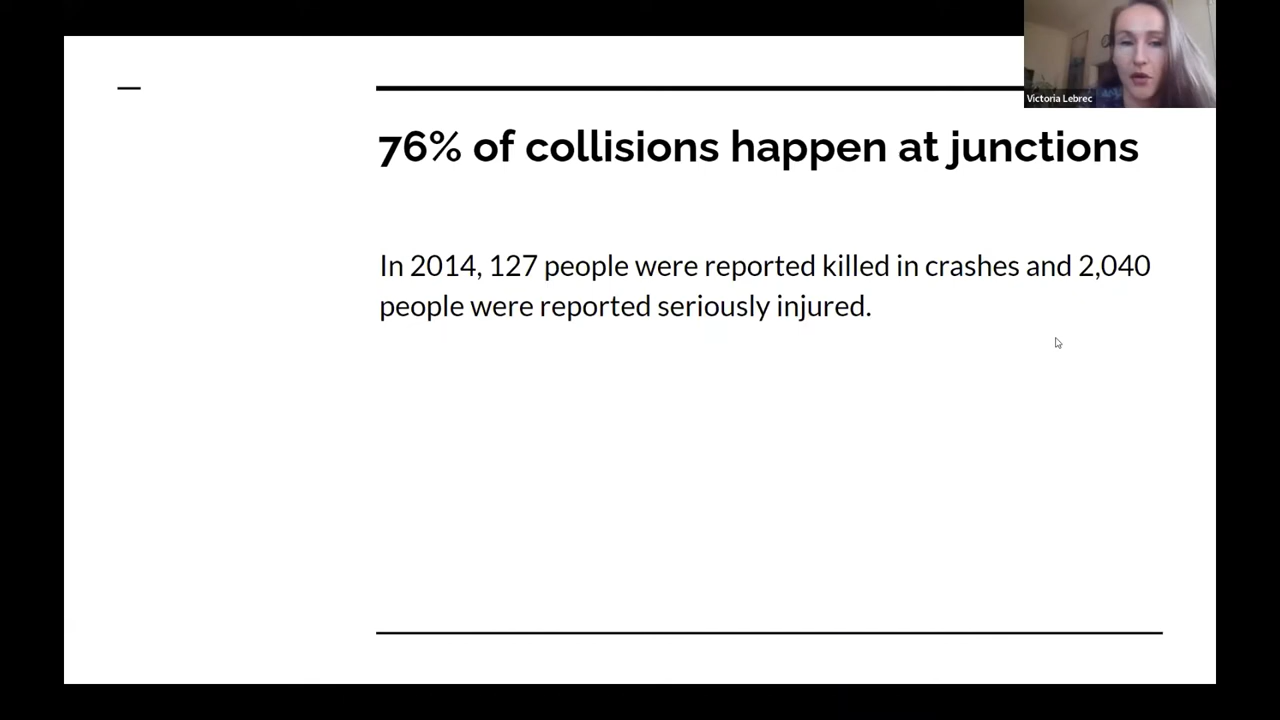 Victoria Lebrec
76% of collisions happen at junctions
In 2014, 127 people were reported killed in crashes and 2,040
people were reported seriously injured.